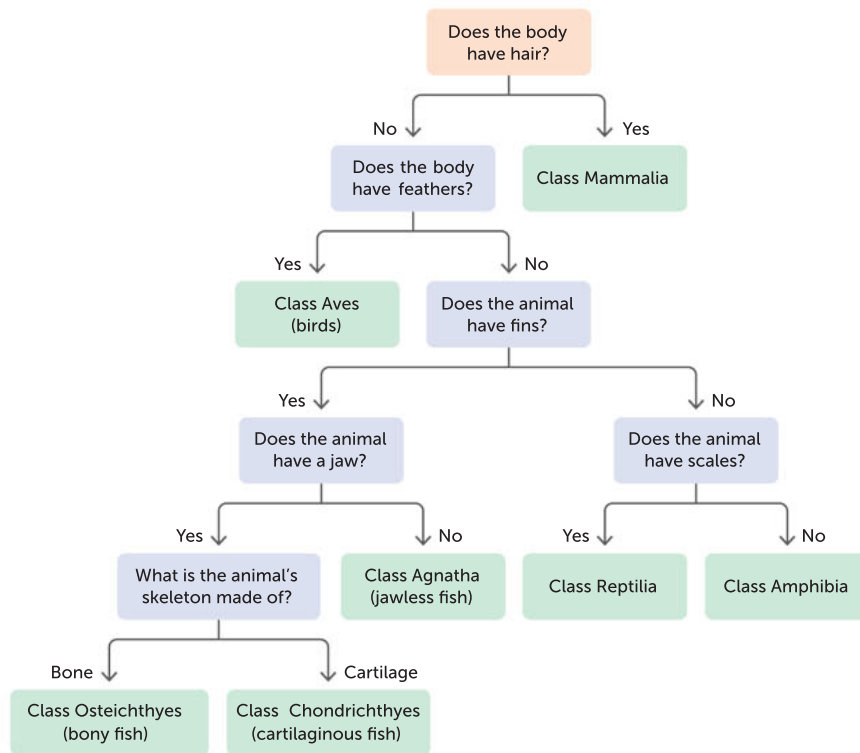 Does the body
have hair?
No
Yes
Does the body
have feathers?
Class Mammalia
Yes
No
Class Aves
(birds)
Does the animal
have fins?
Yes
No
Does the animal
have a jaw?
Does the animal
have scales?
Yes
No
Yes
No
What is the animal’s
skeleton made of?
Class Agnatha
(jawless fish)
Class Reptilia
Class Amphibia
Bone
Cartilage
Class Osteichthyes
(bony fish)
Class Chondrichthyes
(cartilaginous fish)